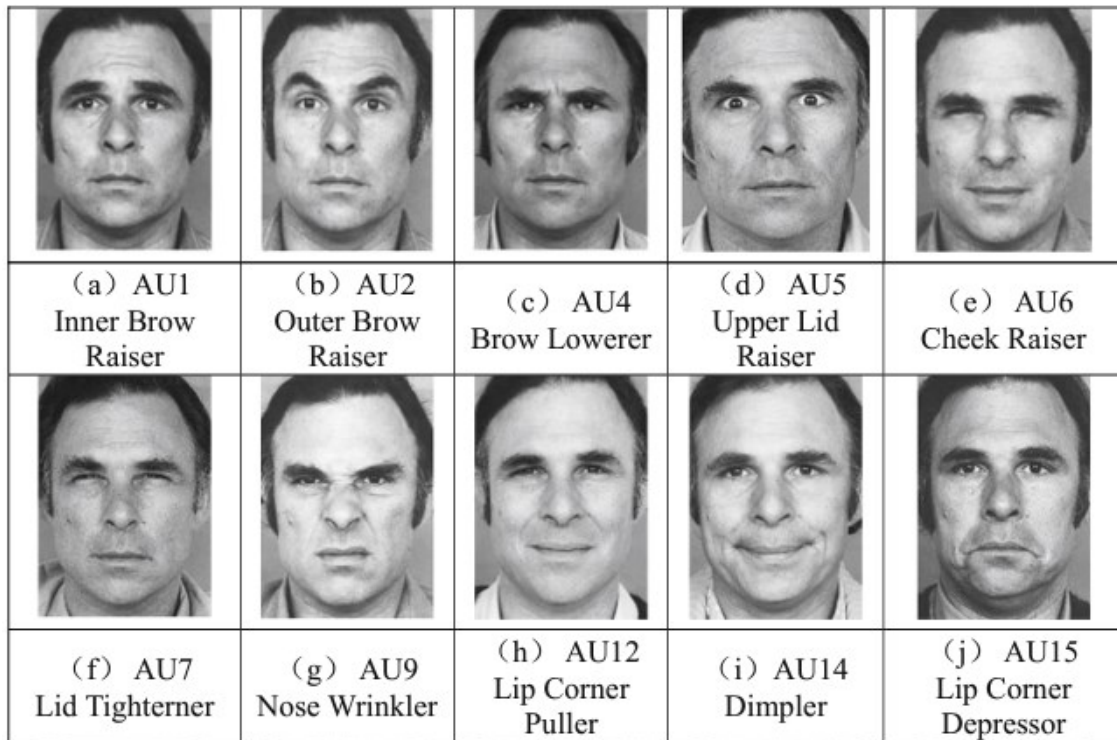 （a）AU1
Inner Brow
Raiser
（b）AU2
Outer Brow
Raiser
（c）AU4
Brow Lowerer
（d）AU5
Upper Lid
Raiser
（e）AU6
Cheek Raiser
（f）AU7
Lid Tighterner
（g）AU9
Nose Wrinkler
（h）AU12
Lip Corner
Puller
（i）AU14
Dimpler
（j）AU15
Lip Corner
Depressor